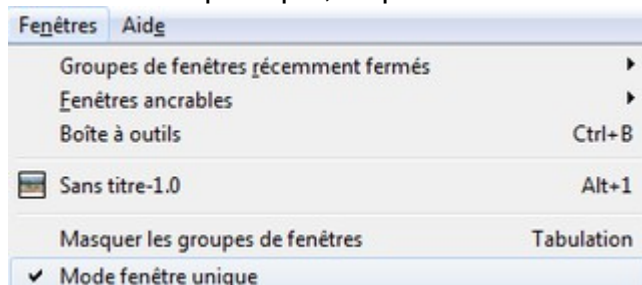 Fenêtres Aide
Groupes de fenêtres récemment fermés
Fenêtres ancrables
Boîte à outils Ctrl+B
Sans titre-1.0 Alt+1
Masquer les groupes de fenêtres Tabulation
✔ Mode fenêtre unique